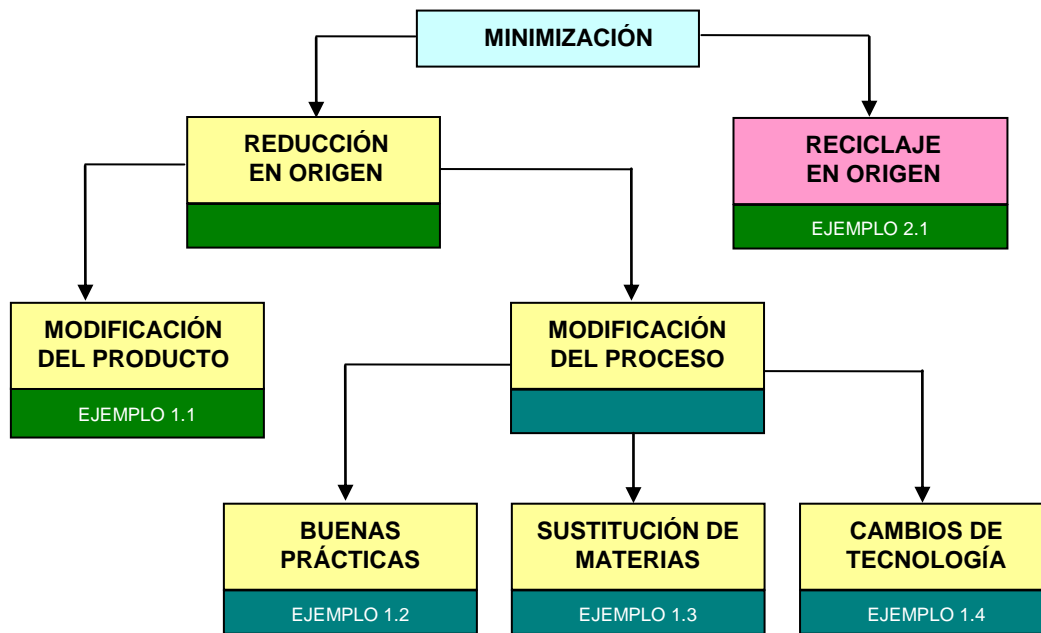 MINIMIZACIÓN
REDUCCIÓN
EN ORIGEN
RECICLAJE
EN ORIGEN
EJEMPLO 2.1
MODIFICACIÓN
DEL PRODUCTO
EJEMPLO 1.1
MODIFICACIÓN
DEL PROCESO
BUENAS
PRÁCTICAS
EJEMPLO 1.2
SUSTITUCIÓN DE
MATERIAS
EJEMPLO 1.3
CAMBIOS DE
TECNOLOGÍA
EJEMPLO 1.4